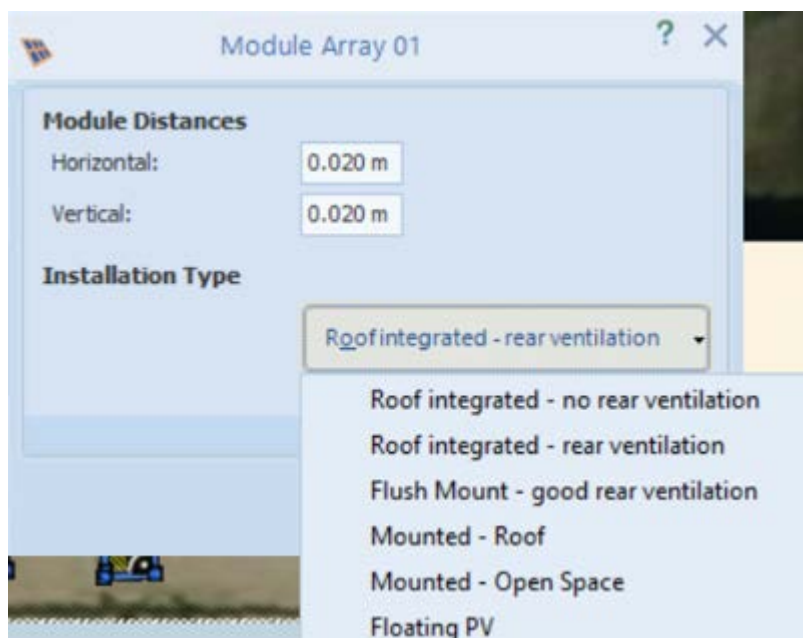 Module Array 01
?
Module Distances
Horizontal: 0.020 m
Vertical: 0.020 m
Installation Type
Roof integrated - rear ventilation
Roof integrated - no rear ventilation
Roof integrated - rear ventilation
Flush Mount - good rear ventilation
Mounted - Roof
Mounted - Open Space
Floating PV